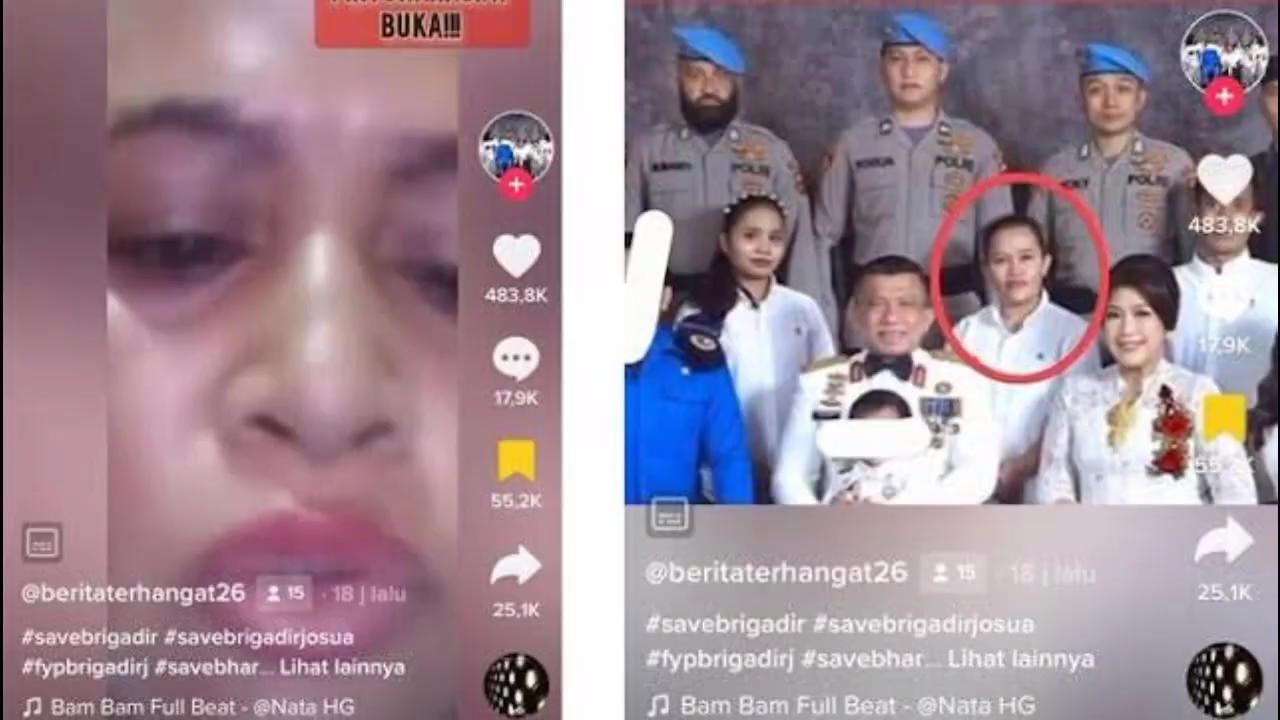 BUKA!!!
483,8K
17,9K
55,2K
25,1K
@beritaterhangat26 15 · 18 j lalu
#savebrigadir #savebrigadirjosua
#fypbrigadirj #savebhar... Lihat lainnya
Bam Bam Full Beat - @Nata HG
POLRI
POLRI
483,8K
17,9K
55,2K
@beritaterhangat26 15 · 18 j lalu
25,1K
#savebrigadir #savebrigadirjosua
#fypbrigadirj #savebhar... Lihat lainnya
Bam Bam Full Beat - @Nata HG